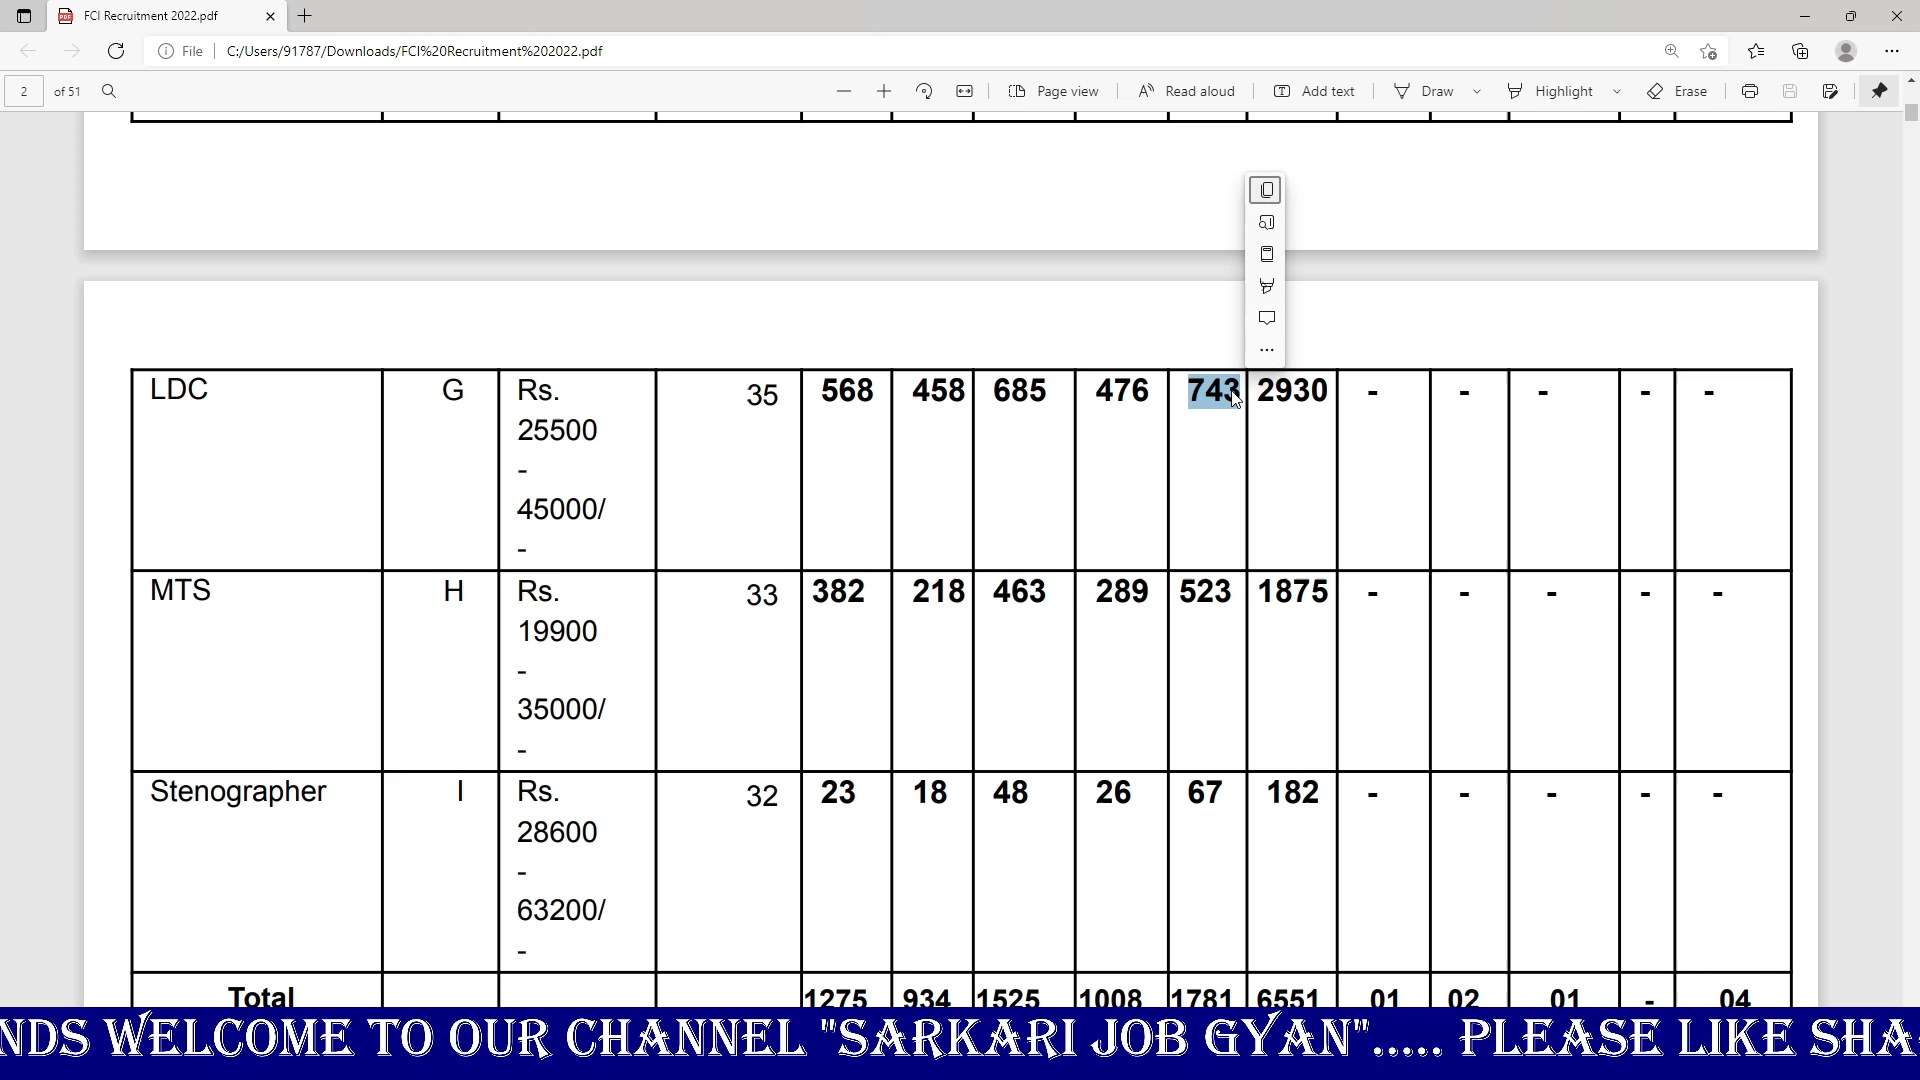 FCI Recruitment 2022.pdf
File C:/Users/91787/Downloads/FCI%20Recruitment%202022.pdf
2 of 51 Page view Read aloud Add text Draw Highlight Erase
LDC G Rs. 35 568 458 685 476 743 2930 - - - - -
25500
-
45000/
-
MTS H Rs. 33 382 218 463 289 523 1875 - - - - -
19900
-
35000/
-
Stenographer I Rs. 32 23 18 48 26 67 182 - - - - -
28600
-
63200/
-
Total 1275 934 1525 1008 1781 6551 01 02 01 - 04
NDS WELCOME TO OUR CHANNEL "SARKARI JOB GYAN"..... PLEASE LIKE SHA